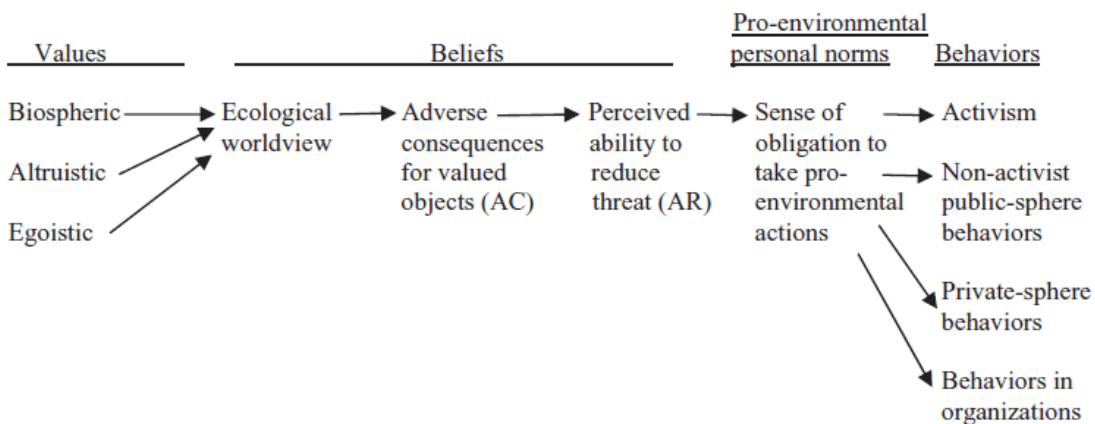 Pro-environmental
Values Beliefs personal norms Behaviors
Biospheric Ecological Adverse Perceived Sense of Activism
worldview consequences ability to obligation to
Altruistic for valued reduce take pro- Non-activist
objects (AC) threat (AR) environmental public-sphere
Egoistic actions behaviors
Private-sphere
behaviors
Behaviors in
organizations